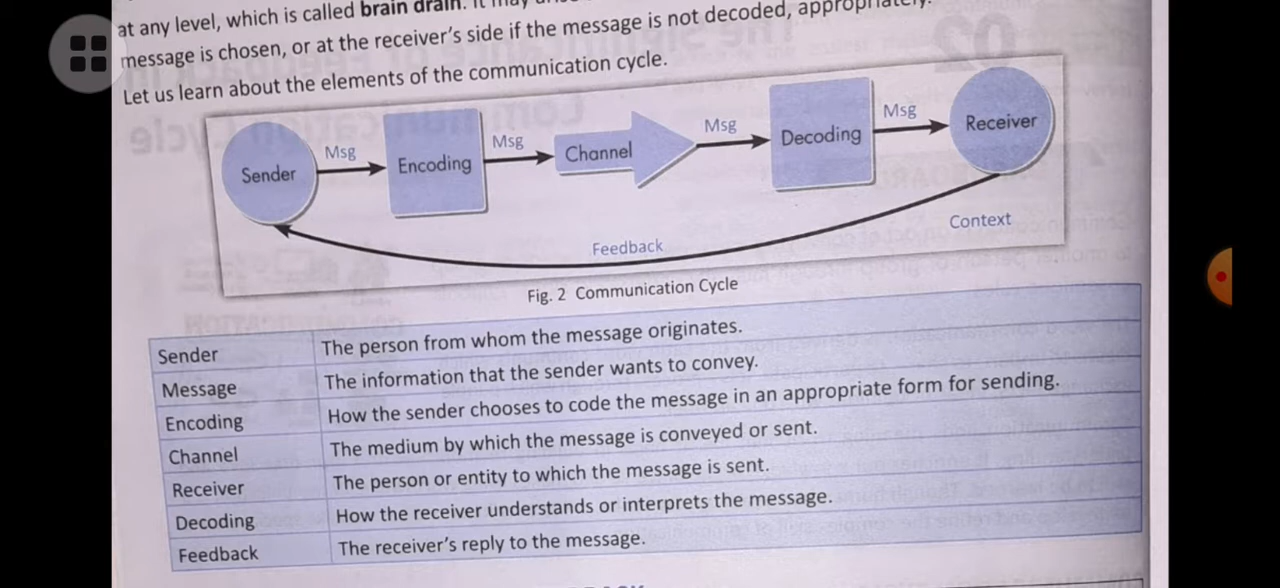 at any level, which is called brain drain. It may
message is chosen, or at the receiver's side if the message is not decoded, appropriately.
Let us learn about the elements of the communication cycle.
Sender Msg Encoding Msg Channel Msg Decoding Msg Receiver
Feedback
Context
Fig. 2 Communication Cycle
Sender The person from whom the message originates.
Message The information that the sender wants to convey.
Encoding How the sender chooses to code the message in an appropriate form for sending.
Channel The medium by which the message is conveyed or sent.
Receiver The person or entity to which the message is sent.
Decoding How the receiver understands or interprets the message.
Feedback The receiver's reply to the message.